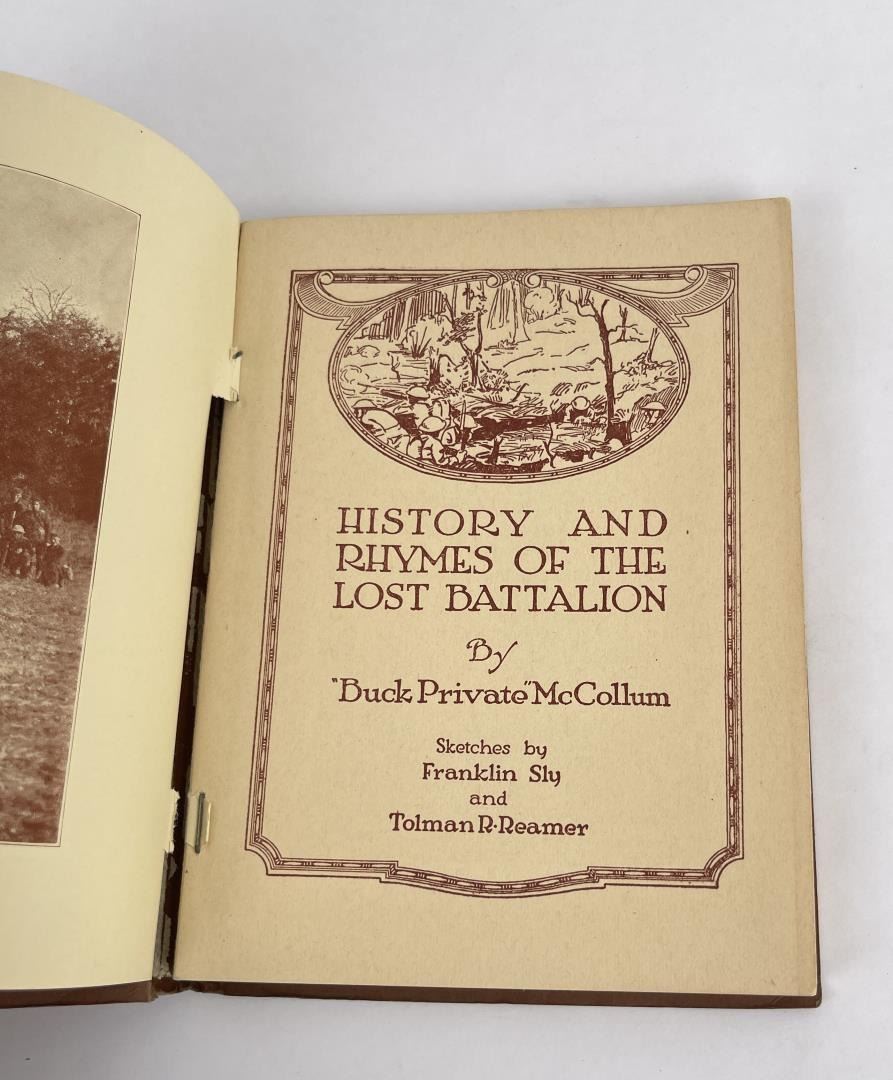 HISTORY AND
RHYMES OF THE
LOST BATTALION
By
"Buck Private" McCollum
Sketches by
Franklin Sly
and
Tolman R. Reamer